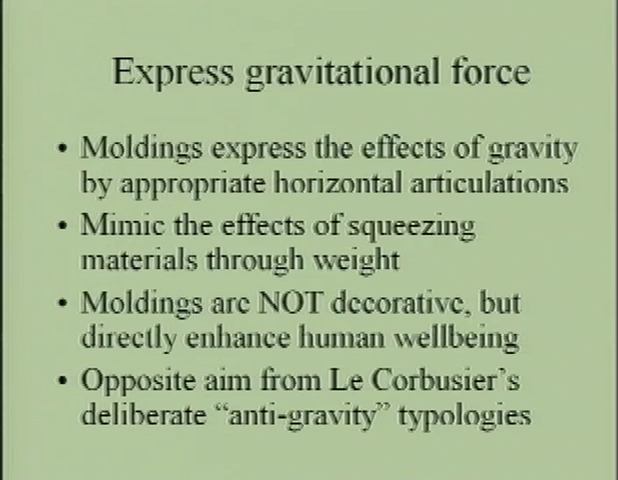 Express gravitational force
• Moldings express the effects of gravity
by appropriate horizontal articulations
• Mimic the effects of squeezing
materials through weight
• Moldings are NOT decorative, but
directly enhance human wellbeing
• Opposite aim from Le Corbusier's
deliberate “anti-gravity” typologies